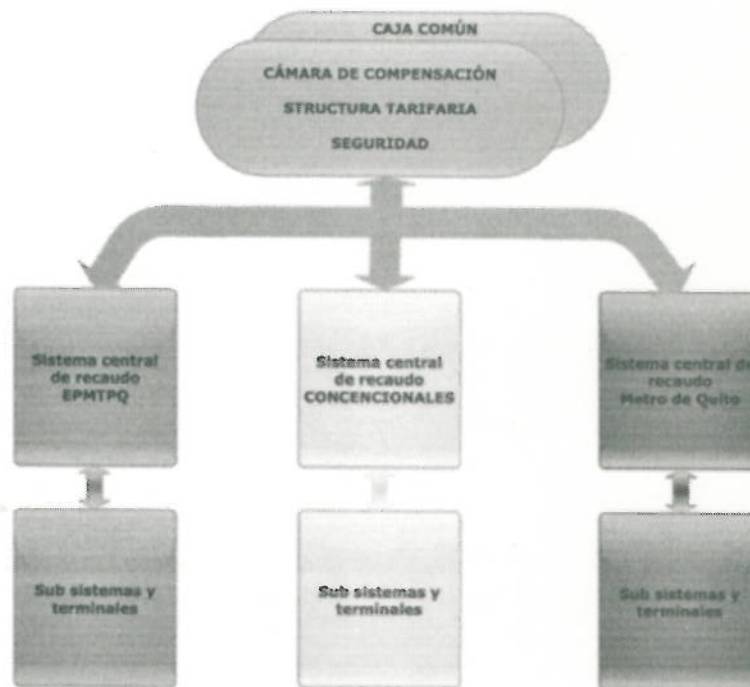 CAJA COMÚN
CÁMARA DE COMPENSACIÓN
STRUCTURA TARIFARIA
SEGURIDAD
Sistema central
de recaudo
EPMTPQ
Sistema central
de recaudo
CONCENCIONALES
Sistema central de
recaudo
Metro de Quito
Sub sistemas y
terminales
Sub sistemas y
terminales
Sub sistemas y
terminales